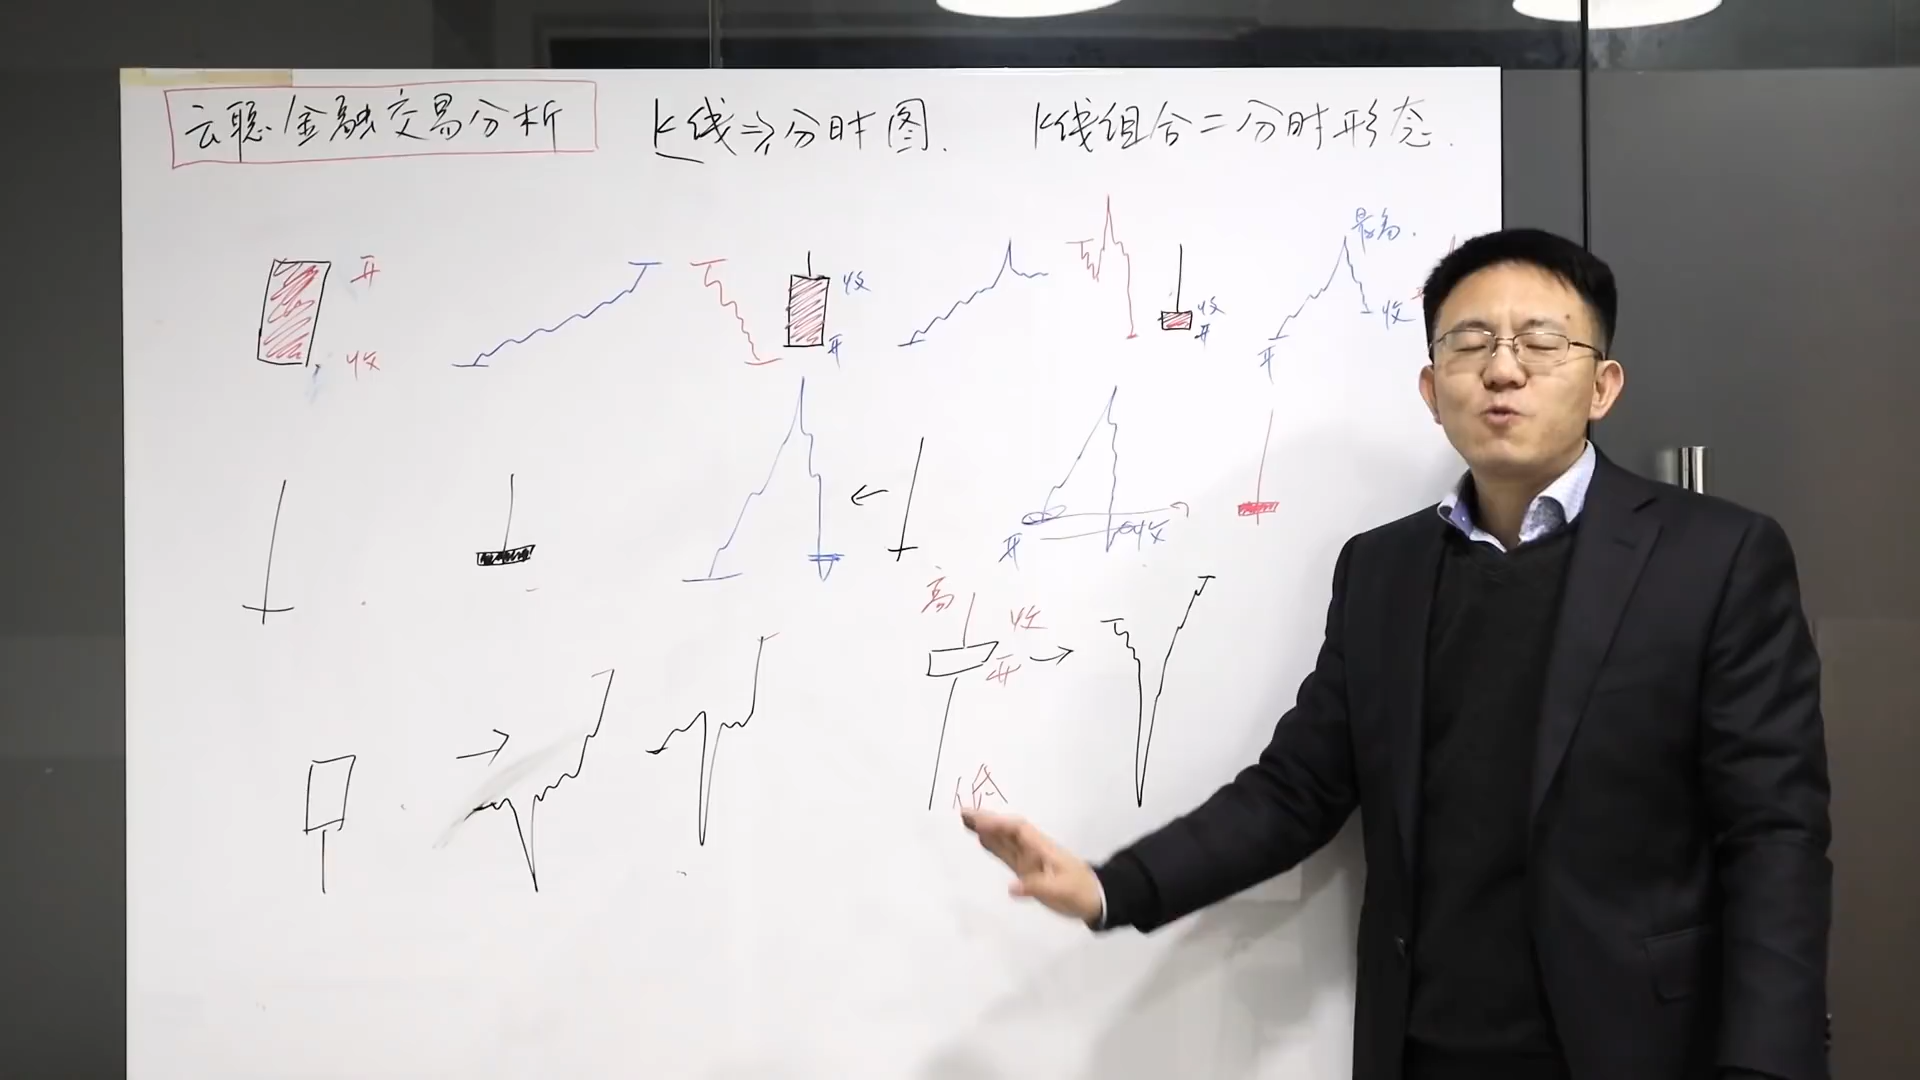 云聪金融交易分析 K线⇒分时图. K线组合=分时形态.
最高.
开 收 收
收 开 开 收 开
开 收
高 收
开
低